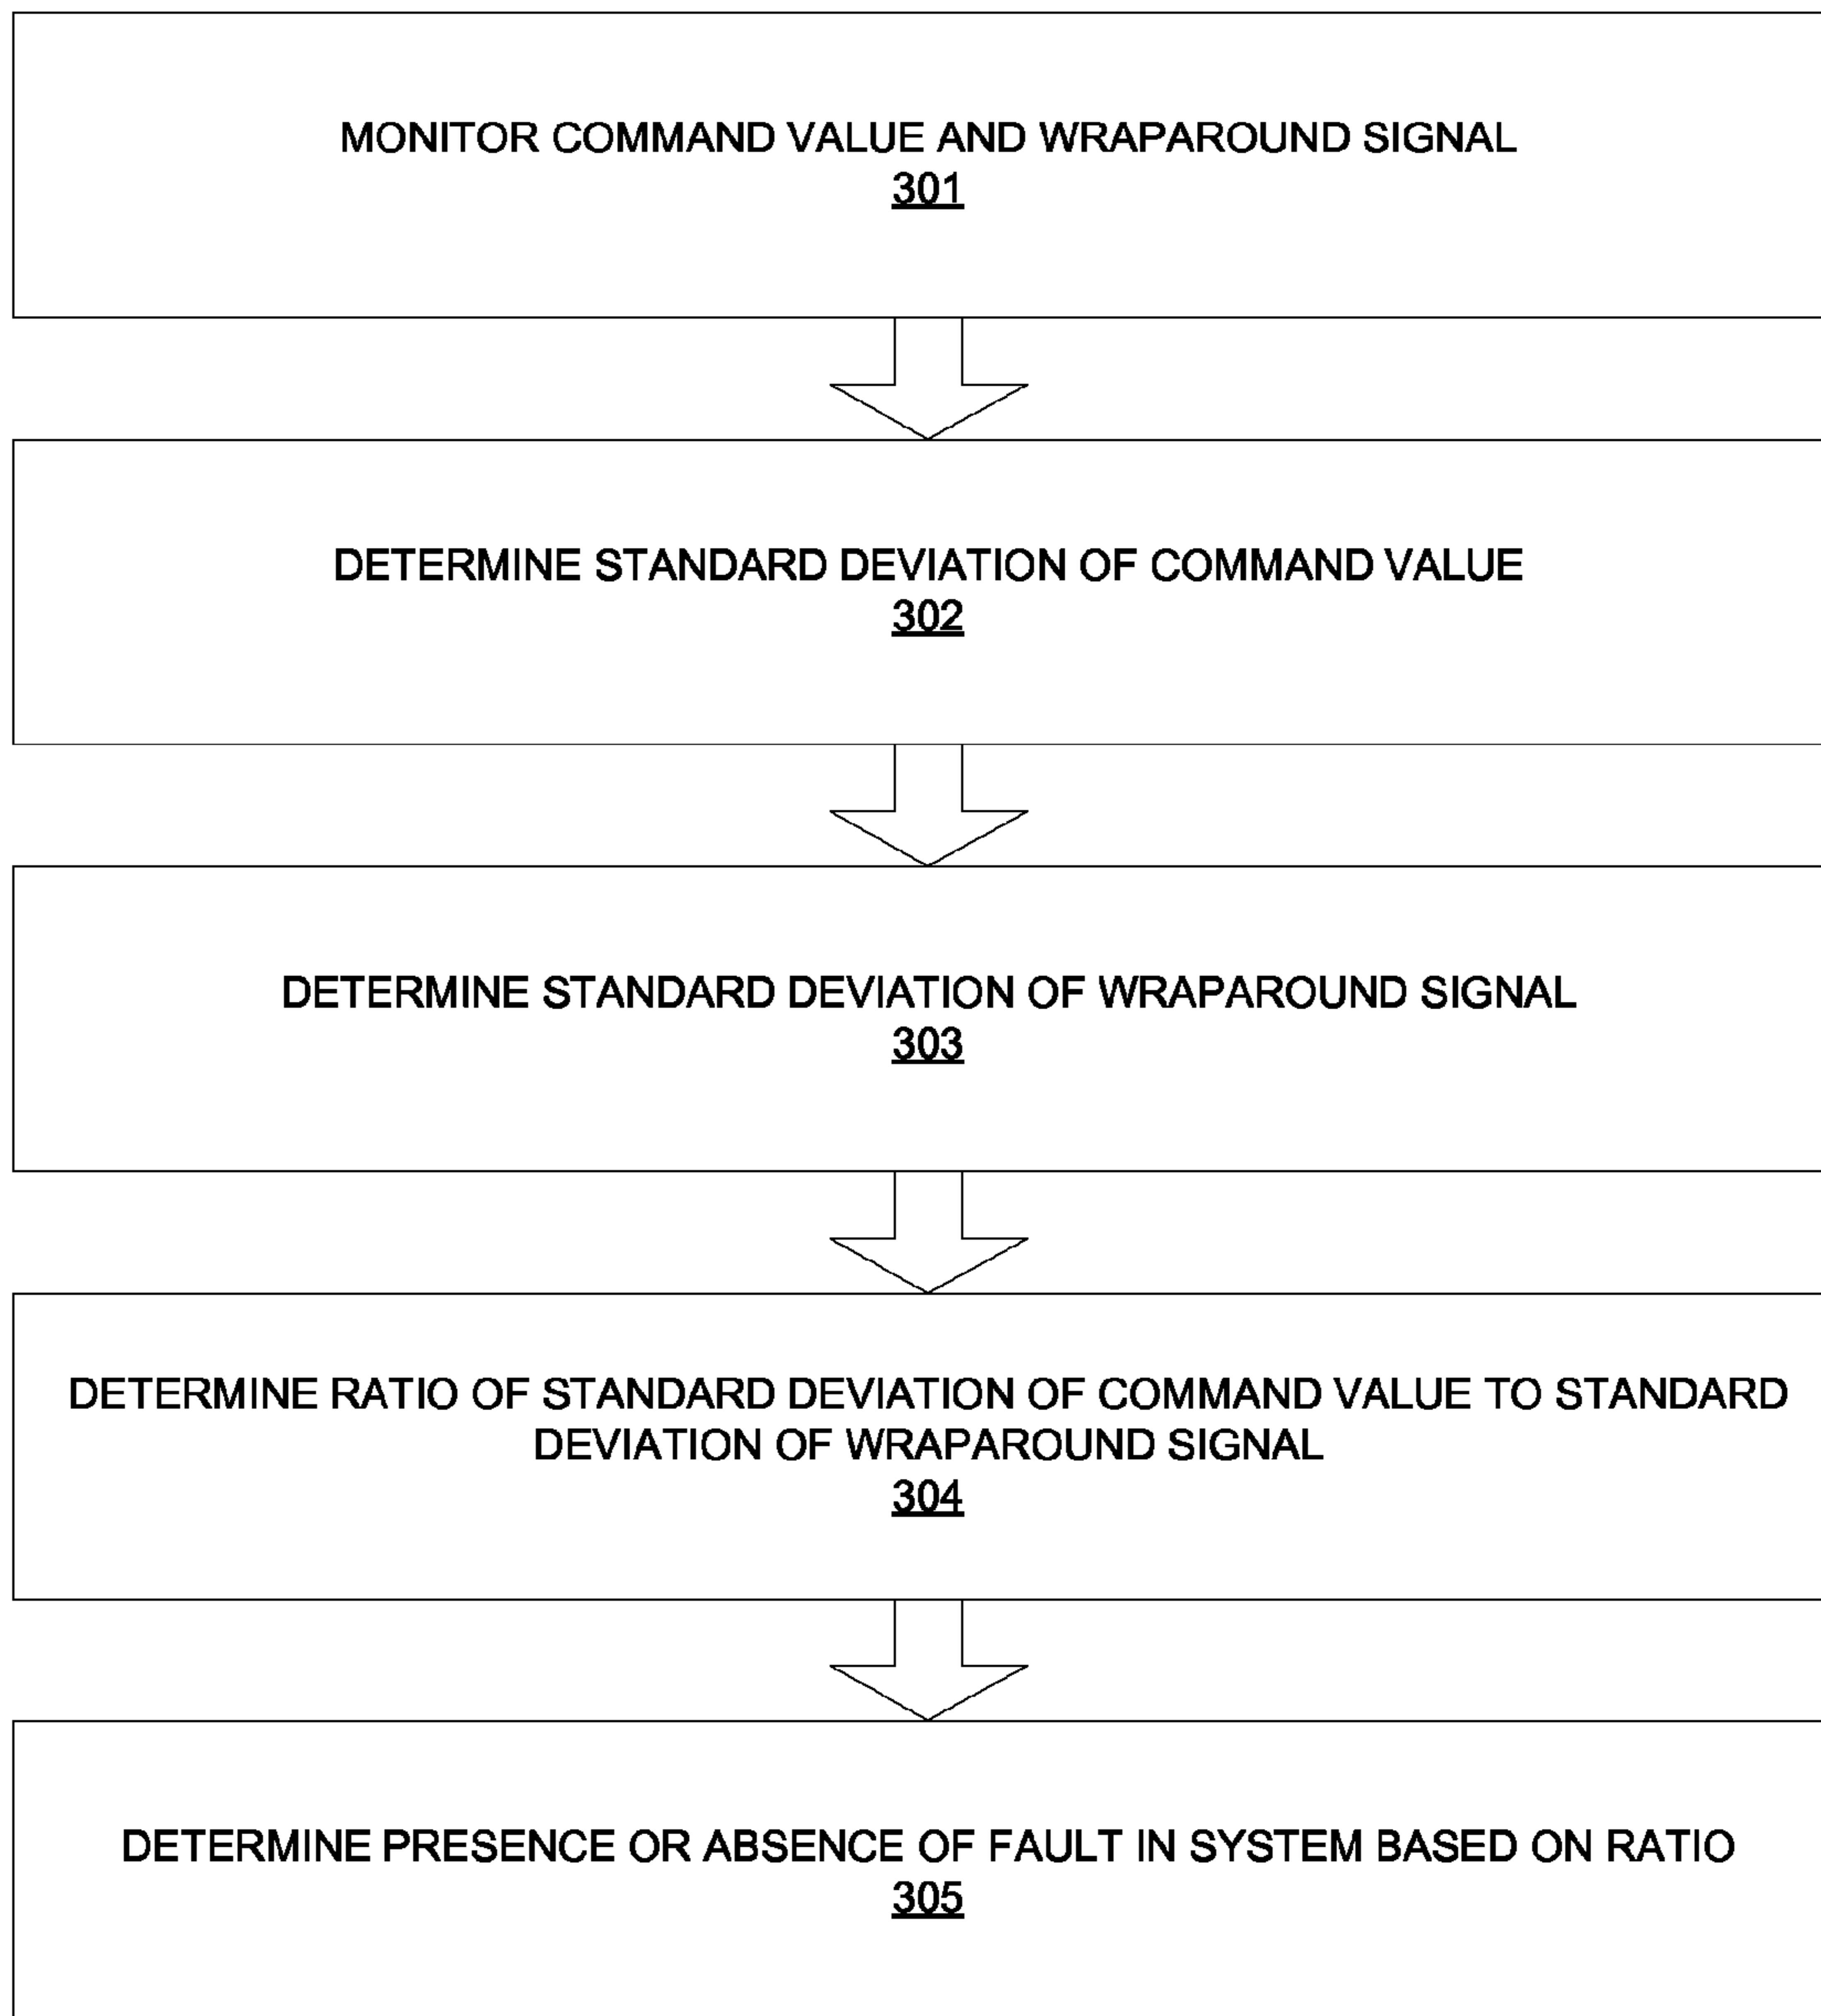 MONITOR COMMAND VALUE AND WRAPAROUND SIGNAL
301
DETERMINE STANDARD DEVIATION OF COMMAND VALUE
302
DETERMINE STANDARD DEVIATION OF WRAPAROUND SIGNAL
303
DETERMINE RATIO OF STANDARD DEVIATION OF COMMAND VALUE TO STANDARD
DEVIATION OF WRAPAROUND SIGNAL
304
DETERMINE PRESENCE OR ABSENCE OF FAULT IN SYSTEM BASED ON RATIO
305